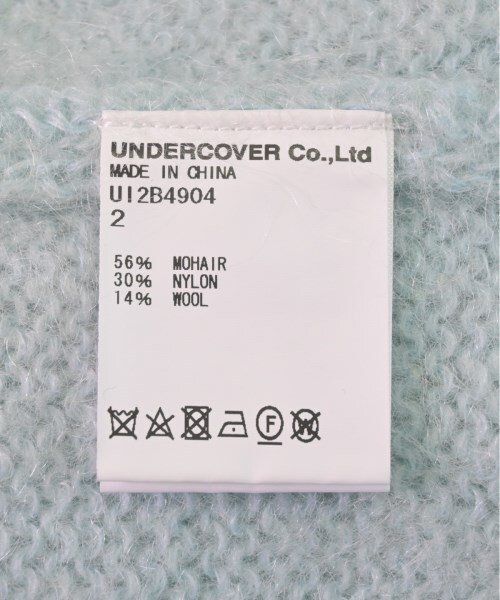 UNDERCOVER Co.,Ltd
MADE IN CHINA
UI2B4904
2
56% MOHAIR
30% NYLON
14% WOOL
F W